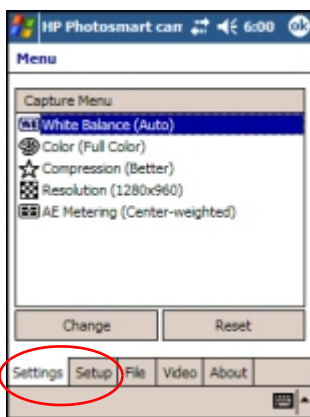 HP Photosmart cam 6:00 ok
Menu
Capture Menu
WB White Balance (Auto)
Color (Full Color)
Compression (Better)
Resolution (1280x960)
AE Metering (Center-weighted)
Change Reset
Settings Setup File Video About